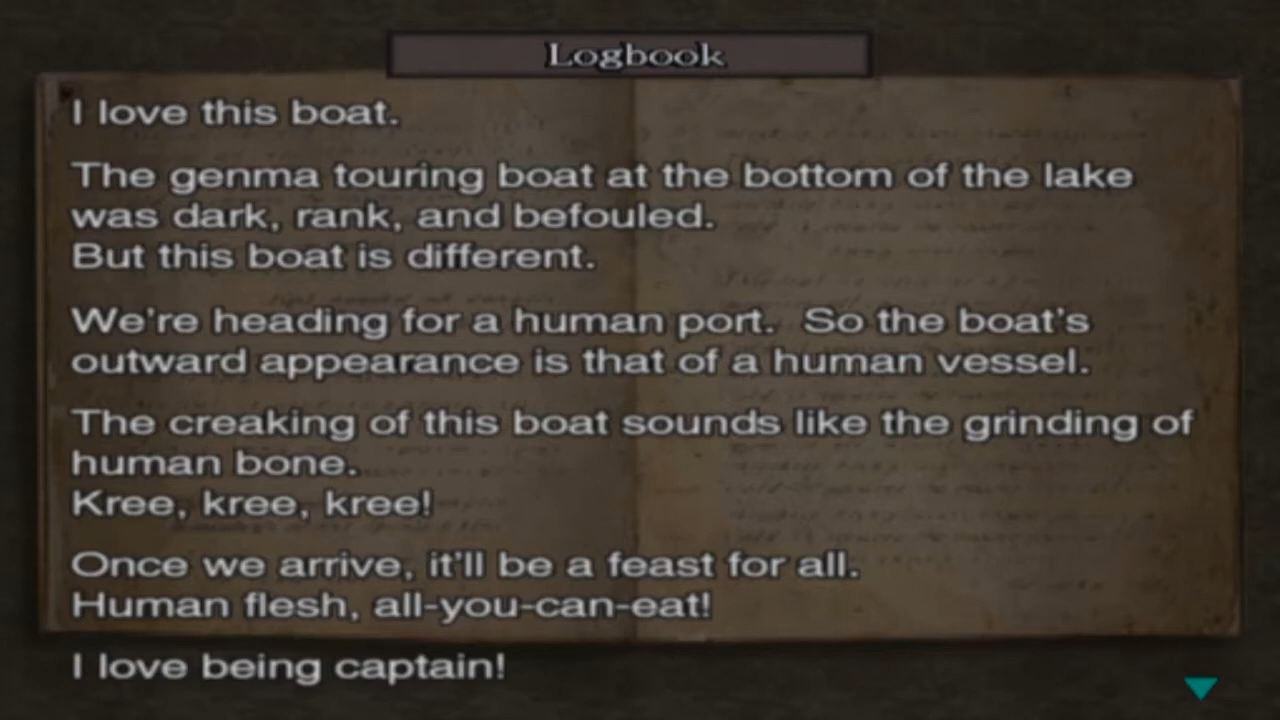 Logbook
I love this boat.
The genma touring boat at the bottom of the lake
was dark, rank, and befouled.
But this boat is different.
We're heading for a human port.  So the boat's
outward appearance is that of a human vessel.
The creaking of this boat sounds like the grinding of
human bone.
Kree, kree, kree!
Once we arrive, it'll be a feast for all.
Human flesh, all-you-can-eat!
I love being captain!